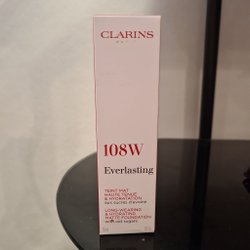 CLARINS
108W
Everlasting
TEINT MAT
HAUTE TENUE
& HYDRATATION
LONG-WEARING
& HYDRATING
MATTE FOUNDATION